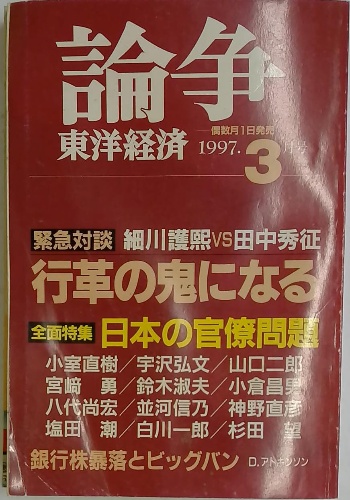 論争
偶数月1日発売
東洋経済 1997. 3月号
緊急対談 細川護熙VS田中秀征
行革の鬼になる
全面特集 日本の官僚問題
小室直樹/宇沢弘文/山口二郎
宮崎 勇/鈴木淑夫/小倉昌男
八代尚宏/並河信乃/神野直彦
塩田 潮/白川一郎/杉田 望
銀行株暴落とビッグバン D.アトキンソン